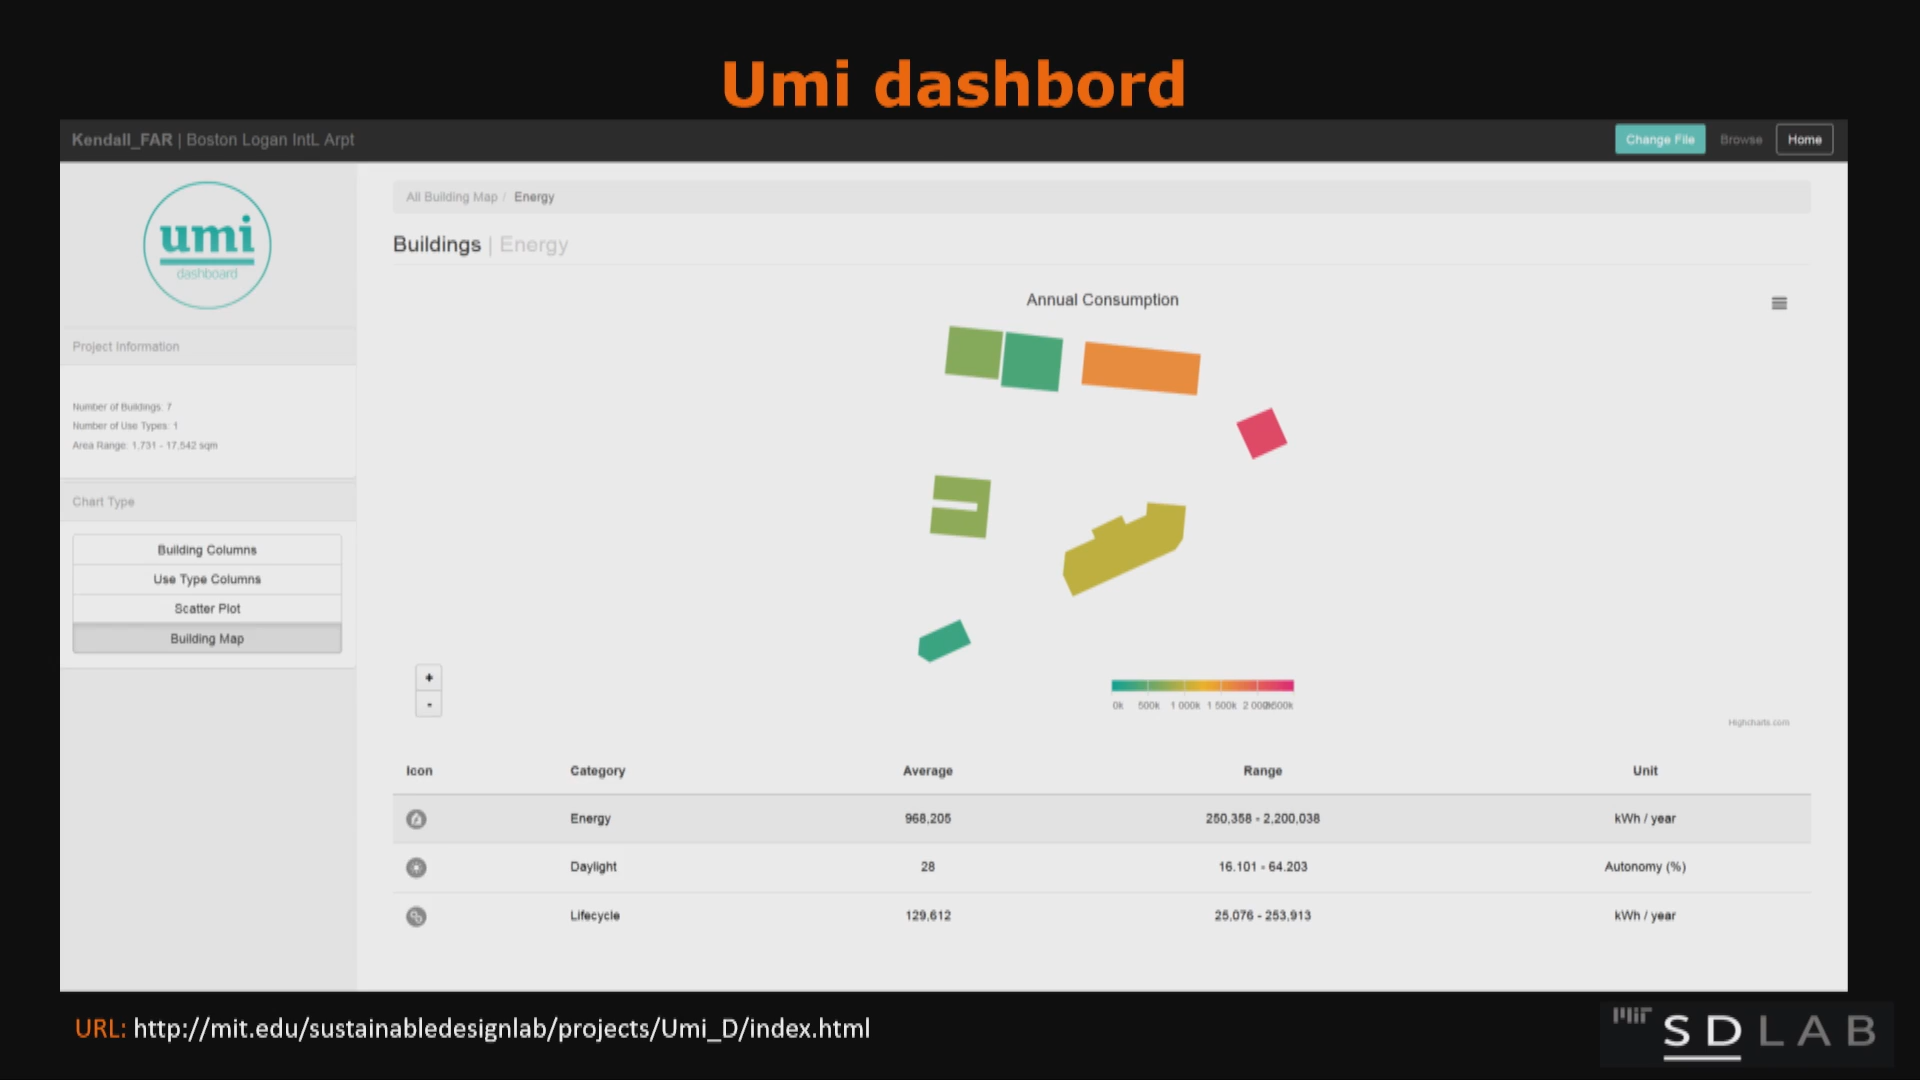 Umi dashbord
Kendall_FAR | Boston Logan IntL Arpt
Change File
Browse
Home
umi
dashboard
Project Information
Number of Buildings: 7
Number of Use Types: 1
Area Range: 1,731 - 17,542 sqm
Chart Type
Building Columns
Use Type Columns
Scatter Plot
Building Map
All Building Map / Energy
Buildings | Energy
Annual Consumption
+
-
0k 500k 1 000k 1 500k
Highcharts.com
Icon Category Average Range Unit
Energy 968,205 250,358 - 2,200,038 kWh / year
Daylight 28 16.101 - 64.203 Autonomy (%)
Lifecycle 129,612 25,076 - 253,913 kWh / year
URL: http://mit.edu/sustainabledesignlab/projects/Umi_D/index.html
MIT
SDLAB